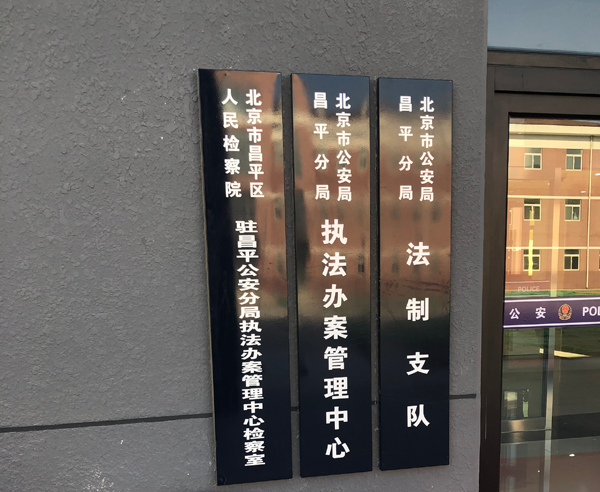 北京市昌平区
人民检察院
驻昌平公安分局执法办案管理中心检察室
北京市公安局
昌平分局
执法办案管理中心
北京市公安局
昌平分局
法制支队
POLICE
公安 POL